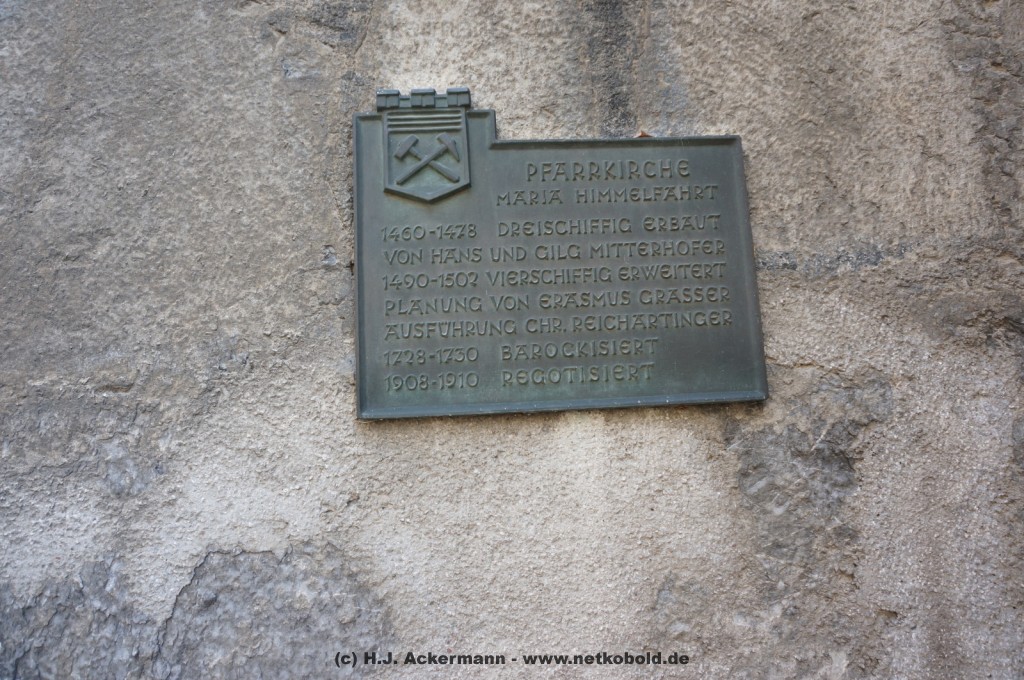 PFARRKIRCHE
MARIA HIMMELFAHRT
1460-1478 DREISCHIFFIG ERBAUT
VON HANS UND GILG MITTERHOFER
1490-1502 VIERSCHIFFIG ERWEITERT
PLANUNG VON ERASMUS GRASSER
AUSFÜHRUNG CHR. REICHARTINGER
1728-1730 BAROCKISIERT
1908-1910 REGOTISIERT
(c) H.J. Ackermann - www.netkobold.de